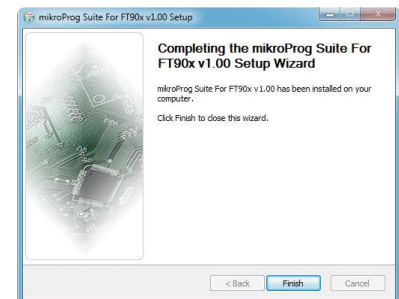 mikroProg Suite For FT90x v1.00 Setup
Completing the mikroProg Suite For
FT90x v1.00 Setup Wizard
mikroProg Suite For FT90x v1.00 has been installed on your
computer.
Click Finish to close this wizard.
< Back
Finish
Cancel